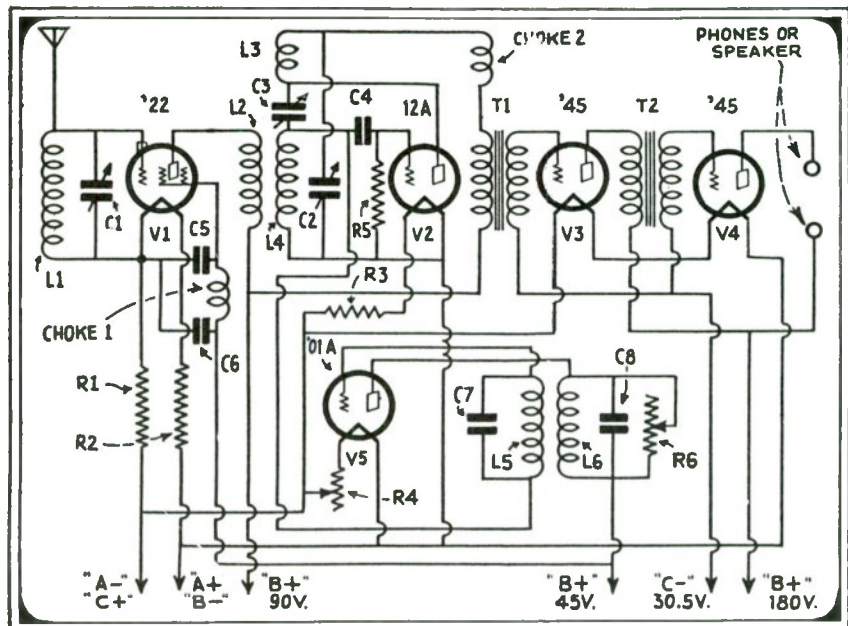 PHONES OR
SPEAKER
CHOKE 2
L3
C3
'22
L2
C4
12A
T1
'45
T2
'45
C1
C2
R5
L4
V1
C5
V2
V3
V4
L1
R3
CHOKE 1
C6
'01A
C8
R1
C7
R2
L5
L6
R6
V5
R4
"A-"
"C+"
"A+
"B-"
"B+"
90V.
"B+"
45V.
"C-"
30.5V.
"B+"
180V.